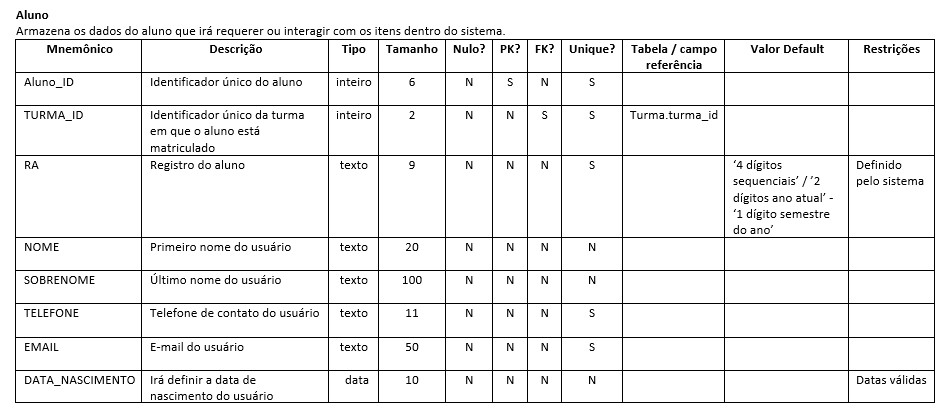 Aluno
Armazena os dados do aluno que irá requerer ou interagir com os itens dentro do sistema.
Mnemônico Descrição Tipo Tamanho Nulo? PK? FK? Unique? Tabela / campo Valor Default Restrições
referência
Aluno_ID Identificador único do aluno inteiro 6 N S N S
TURMA_ID Identificador único da turma inteiro 2 N N S S Turma.turma_id
em que o aluno está
matriculado
RA Registro do aluno texto 9 N N N S ‘4 dígitos Definido
sequenciais’ / ’2 pelo sistema
dígitos ano atual’ -
‘1 dígito semestre
do ano’
NOME Primeiro nome do usuário texto 20 N N N N
SOBRENOME Último nome do usuário texto 100 N N N N
TELEFONE Telefone de contato do usuário texto 11 N N N S
EMAIL E-mail do usuário texto 50 N N N S
DATA_NASCIMENTO Irá definir a data de data 10 N N N N Datas válidas
nascimento do usuário